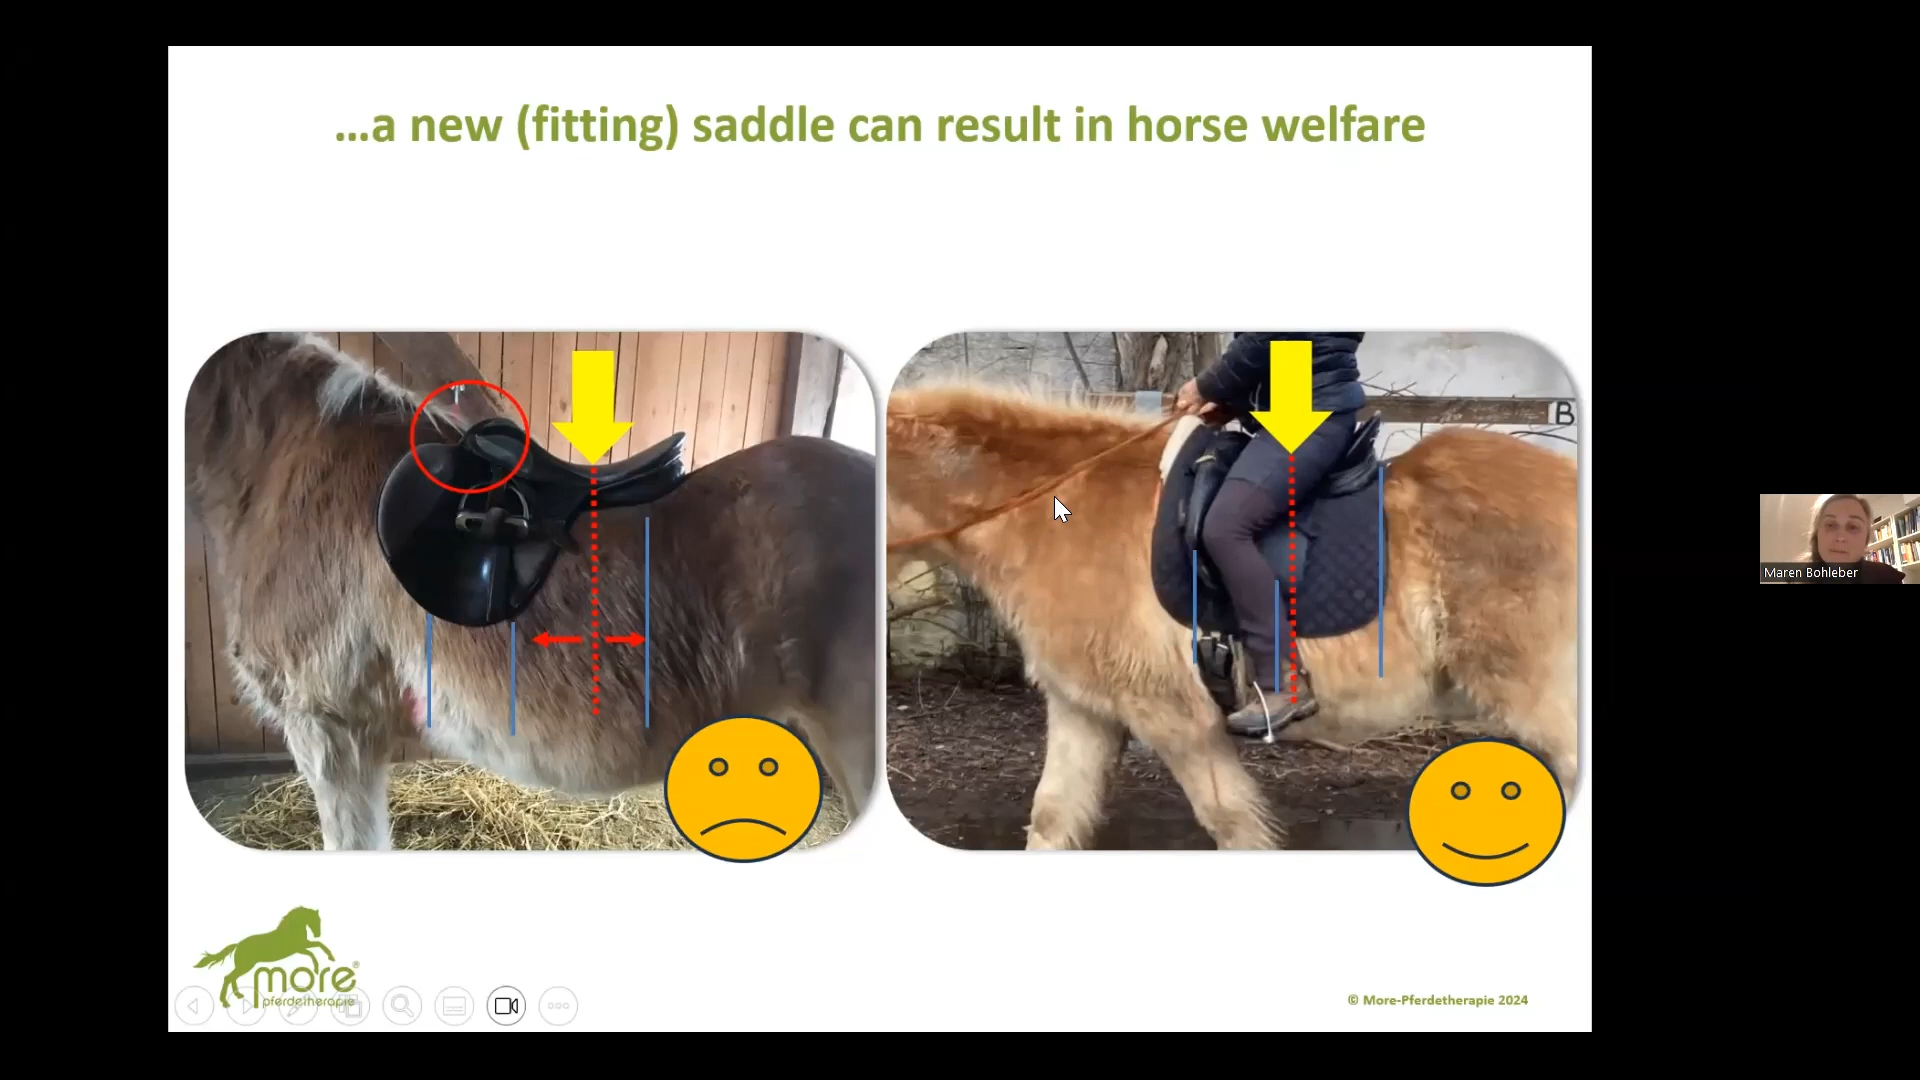 ...a new (fitting) saddle can result in horse welfare
B
Maren Bohleber
more®
pferdetherapie
© More-Pferdetherapie 2024